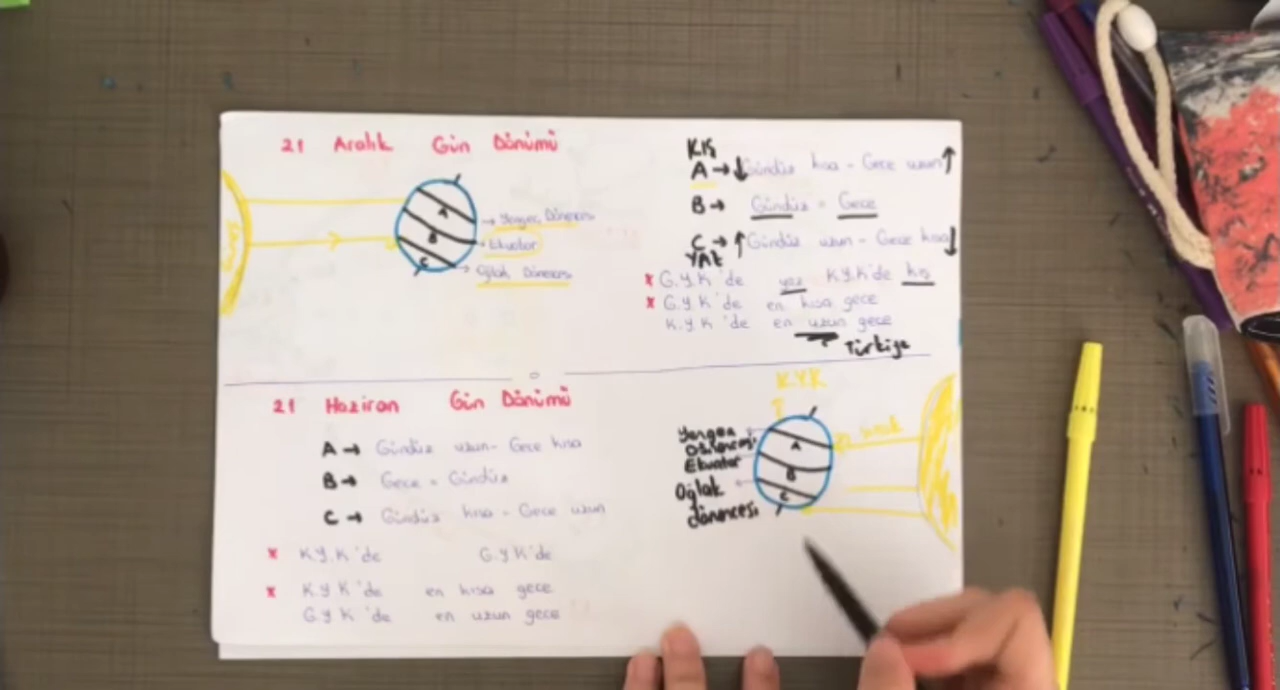 21 Aralık Gün Dönümü
→ Yengeç Dönencesi
→ Ekvator
→ Oğlak Dönencesi
A
B
C
KIŞ
A → ↓ Gündüz kısa - Gece uzun ↑
B → Gündüz = Gece
C → ↑ Gündüz uzun - Gece kısa ↓
YAZ
x G.Y.K 'de yaz K.Y.K'de kış
x G.Y.K 'de en kısa gece
K.Y.K 'de en uzun gece
Türkiye
21 Haziran Gün Dönümü
A → Gündüz uzun - Gece kısa
B → Gece = Gündüz
C → Gündüz kısa - Gece uzun
x K.Y.K 'de G.Y.K'de
x K.Y.K 'de en kısa gece
G.Y.K 'de en uzun gece
K.Y.K
Yengeç
Dönencesi
Ekvator
Oğlak
dönencesi
A
B
C